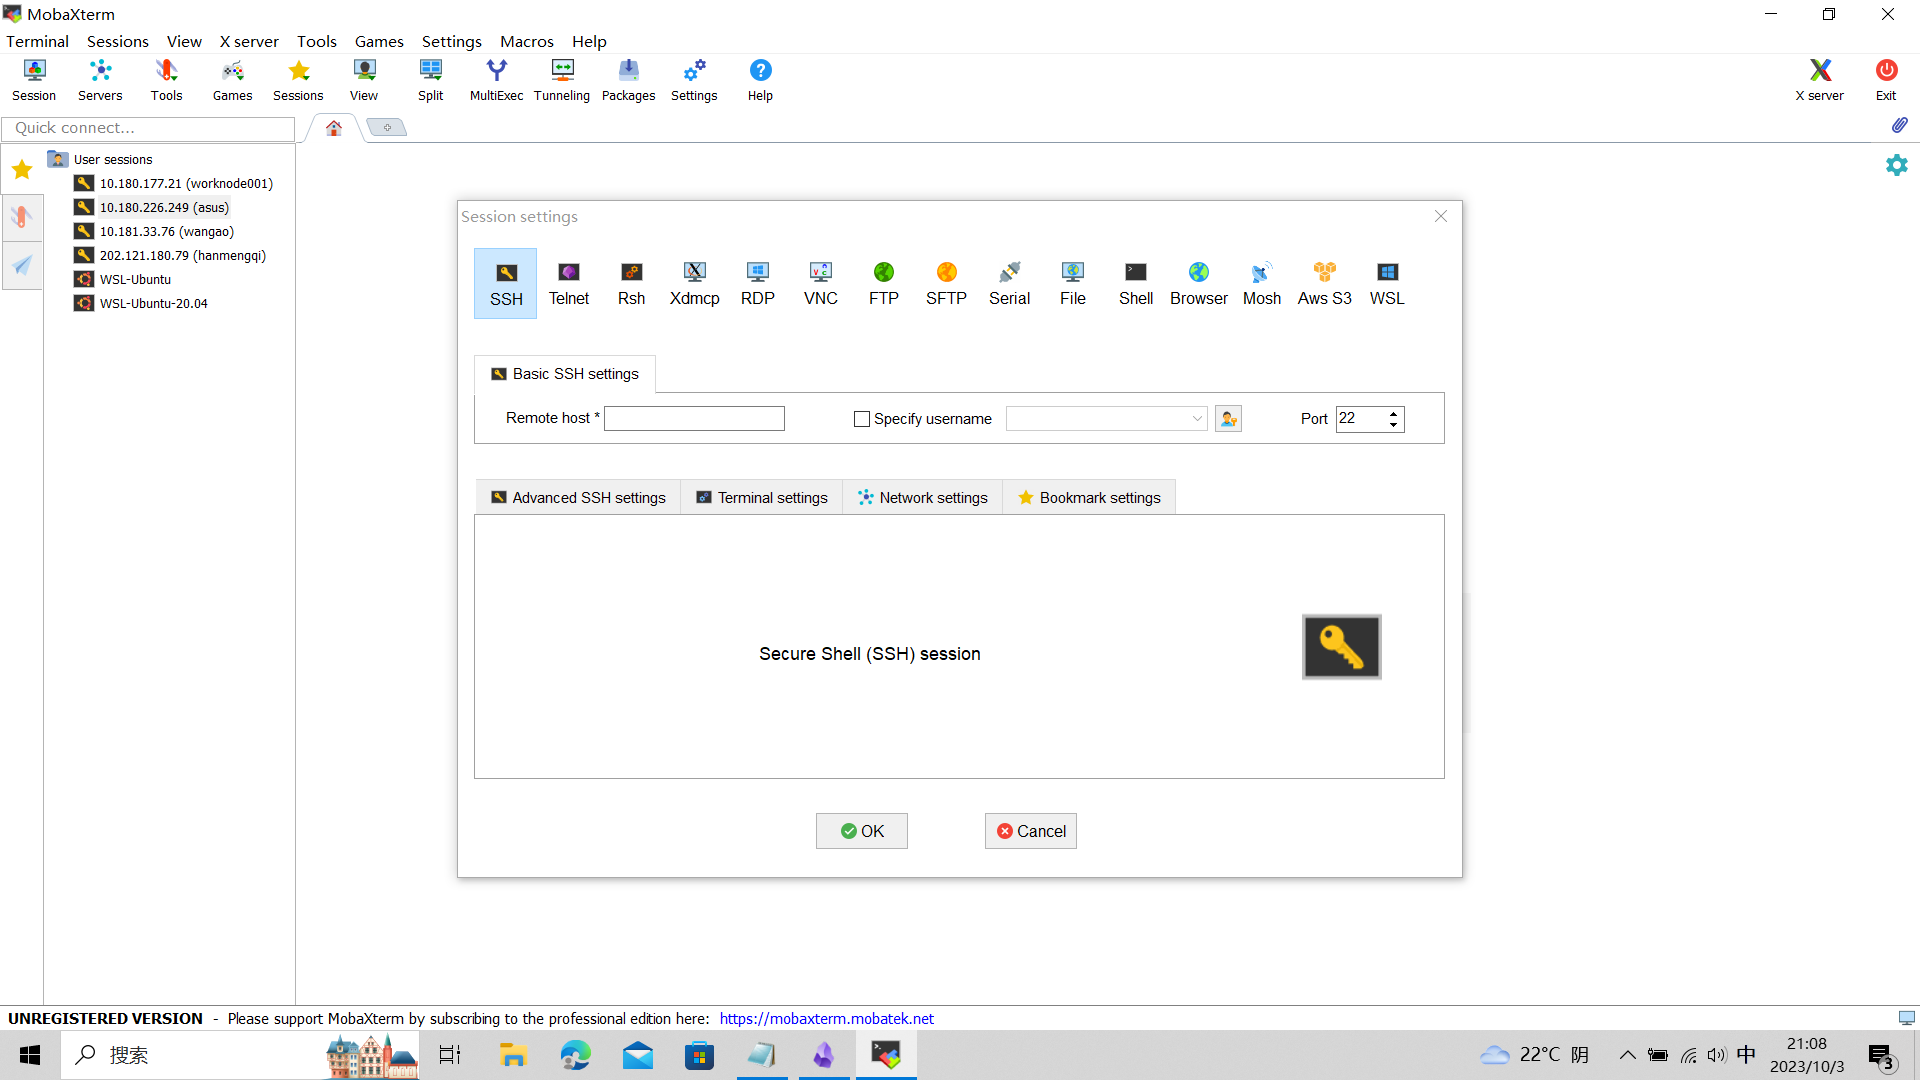 MobaXterm
Terminal Sessions View X server Tools Games Settings Macros Help
Session Servers Tools Games Sessions View Split MultiExec Tunneling Packages Settings Help X server Exit
Quick connect...
User sessions
10.180.177.21 (worknode001)
10.180.226.249 (asus)
10.181.33.76 (wangao)
202.121.180.79 (hanmengqi)
WSL-Ubuntu
WSL-Ubuntu-20.04
Session settings
SSH Telnet Rsh Xdmcp RDP VNC FTP SFTP Serial File Shell Browser Mosh Aws S3 WSL
Basic SSH settings
Remote host * Specify username Port 22
Advanced SSH settings Terminal settings Network settings Bookmark settings
Secure Shell (SSH) session
OK Cancel
UNREGISTERED VERSION - Please support MobaXterm by subscribing to the professional edition here: https://mobaxterm.mobatek.net
搜索 22°C 阴 中 21:08
2023/10/3 3